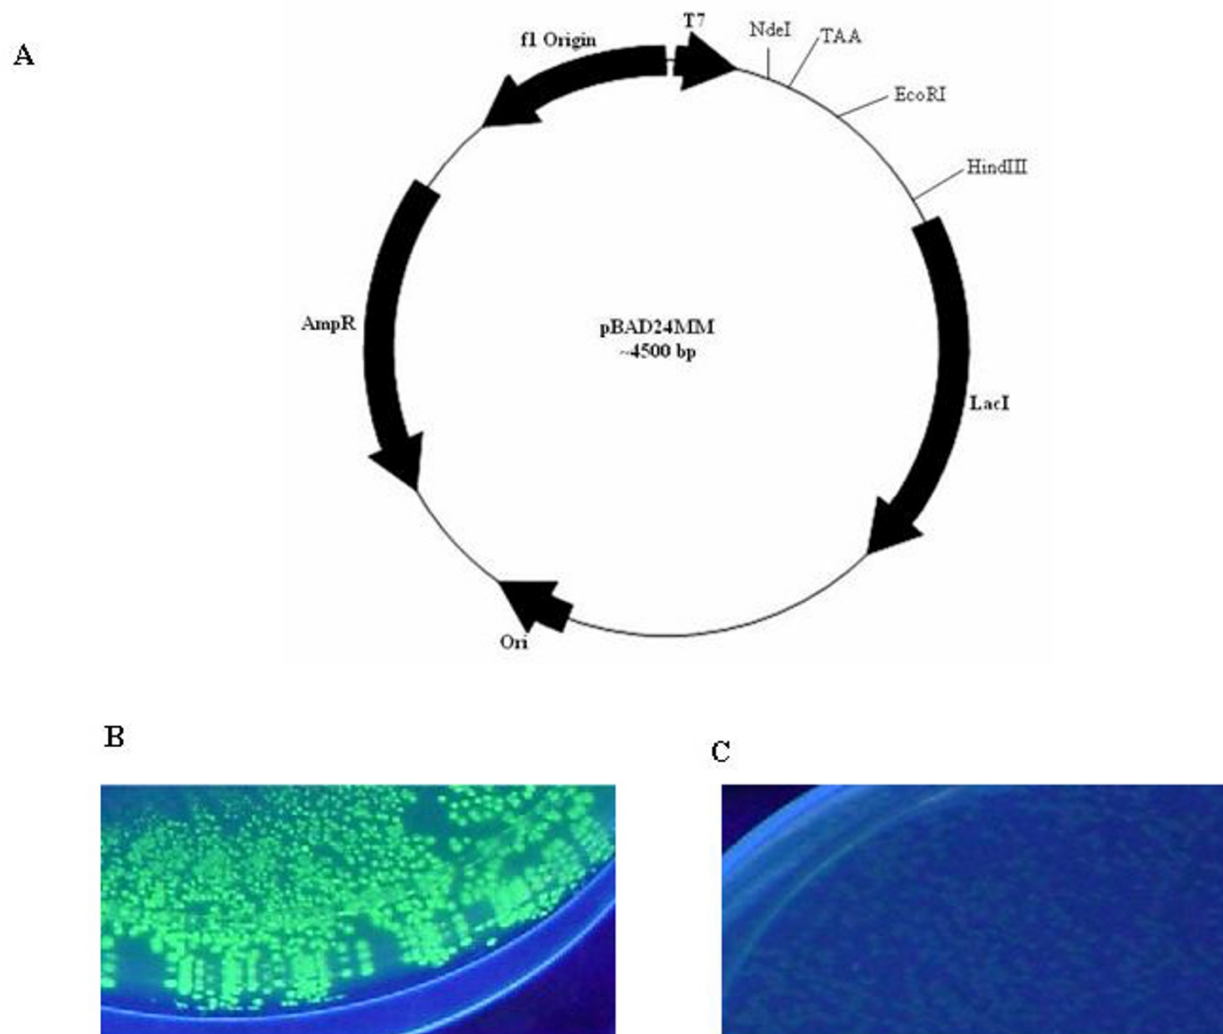 A
f1 Origin
T7
NdeI
TAA
EcoRI
HindIII
AmpR
pBAD24MM
~4500 bp
LacI
Ori
B
C